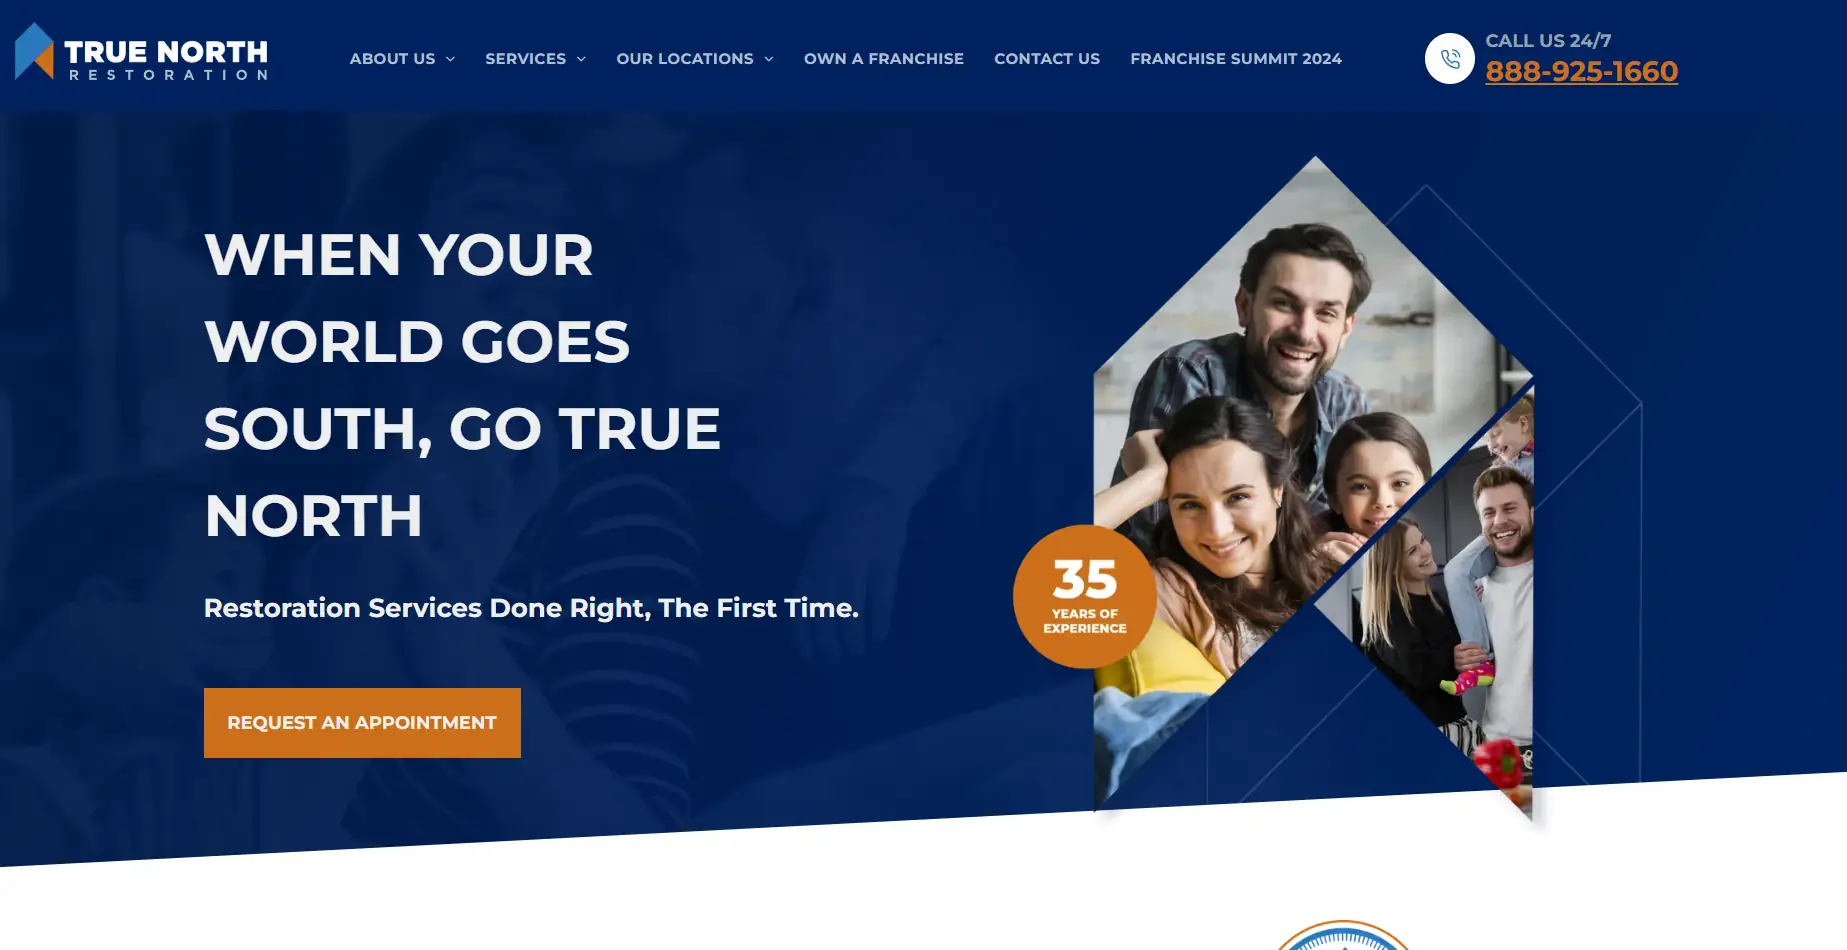 TRUE NORTH
RESTORATION
ABOUT US
SERVICES
OUR LOCATIONS
OWN A FRANCHISE
CONTACT US
FRANCHISE SUMMIT 2024
CALL US 24/7
888-925-1660
WHEN YOUR
WORLD GOES
SOUTH, GO TRUE
NORTH
Restoration Services Done Right, The First Time.
REQUEST AN APPOINTMENT
35
YEARS OF
EXPERIENCE